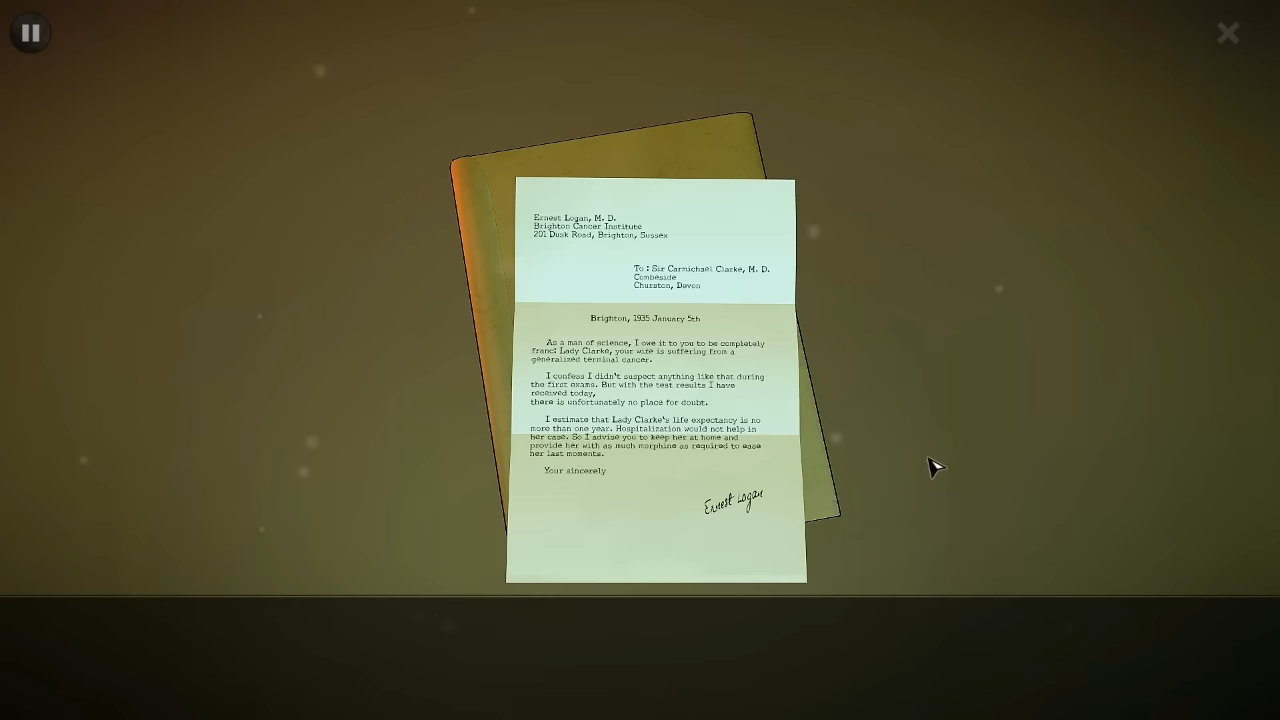 Ernest Logan, M. D.
Brighton Cancer Institute
201 Dusk Road, Brighton, Sussex
To : Sir Carmichael Clarke, M. D.
Combeside
Churston, Devon
Brighton, 1935 January 5th
As a man of science, I owe it to you to be completely
franc: Lady Clarke, your wife is suffering from a
generalized terminal cancer.
I confess I didn't suspect anything like that during
the first exams. But with the test results I have
received today,
there is unfortunately no place for doubt.
I estimate that Lady Clarke's life expectancy is no
more than one year. Hospitalization would not help in
her case. So I advise you to keep her at home and
provide her with as much morphine as required to ease
her last moments.
Your sincerely
Ernest Logan